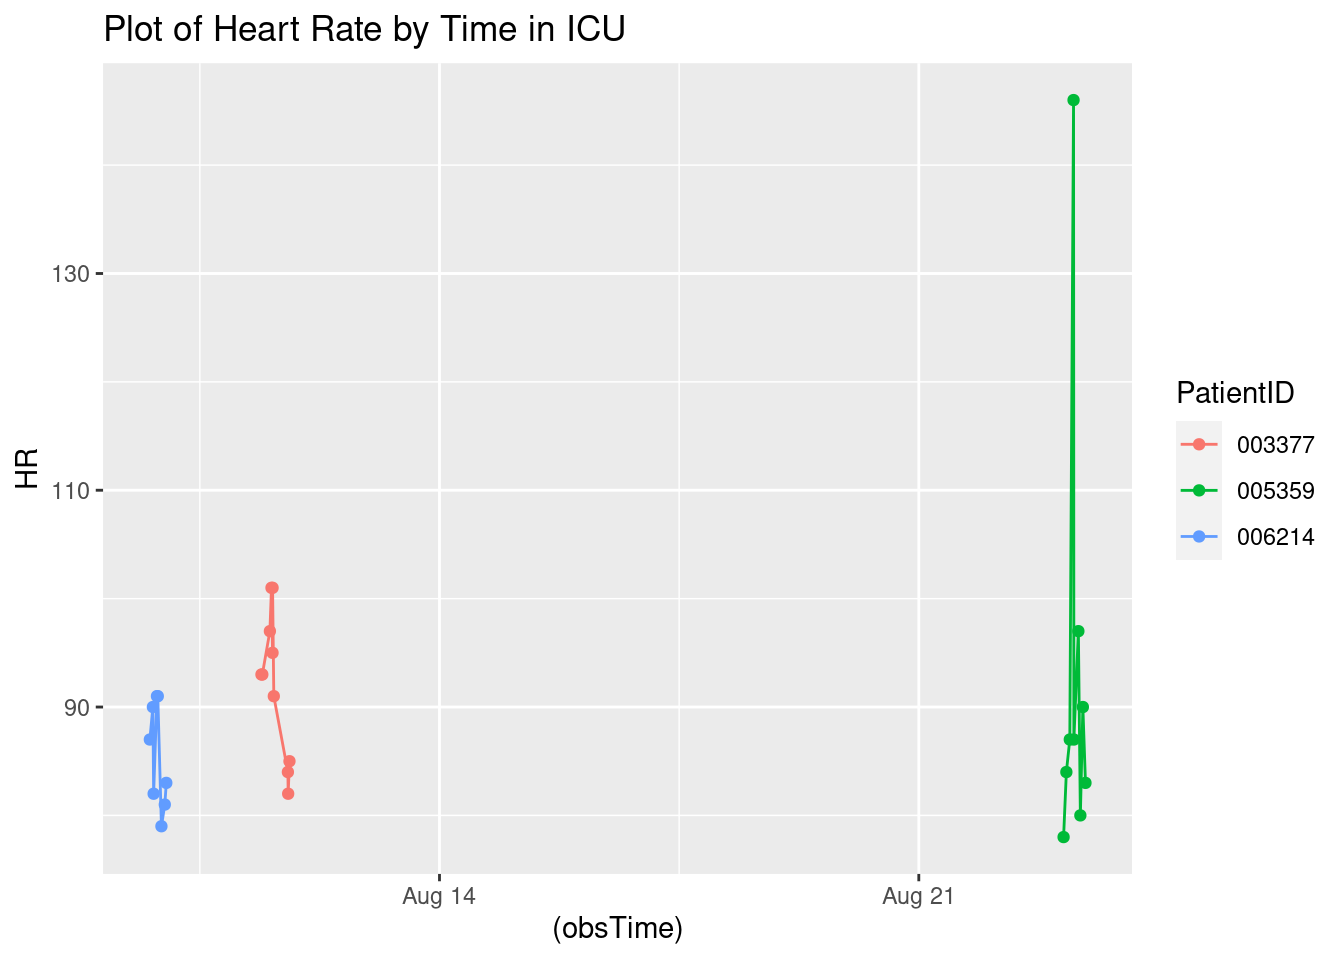 Plot of Heart Rate by Time in ICU
HR
130
110
90
Aug 14
Aug 21
(obsTime)
PatientID
003377
005359
006214